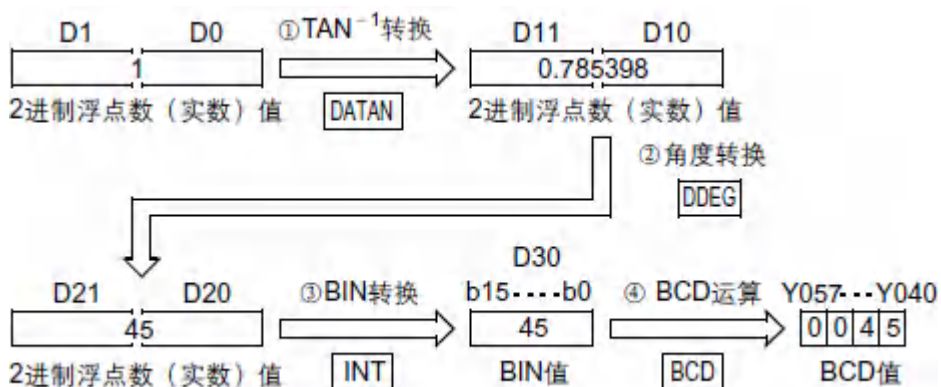 D1 D0 ①TAN⁻¹转换 D11 D10
1 0.785398
2进制浮点数（实数）值 DATAN 2进制浮点数（实数）值
②角度转换
DDEG
D30
D21 D20 ③BIN转换 b15----b0 ④ BCD运算 Y057---Y040
45 45 0 0 4 5
2进制浮点数（实数）值 INT BIN值 BCD BCD值